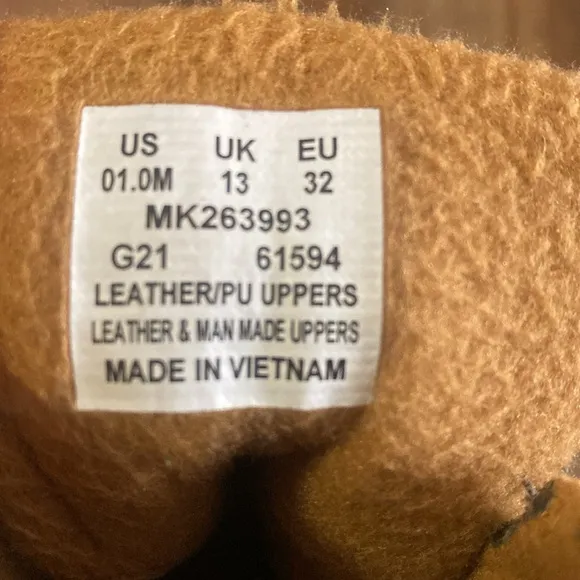 US UK EU
01.0M 13 32
MK263993
G21 61594
LEATHER/PU UPPERS
LEATHER & MAN MADE UPPERS
MADE IN VIETNAM